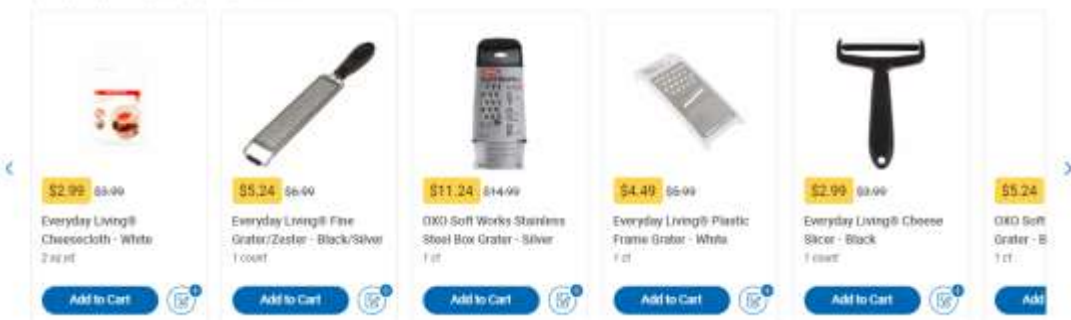 $2.99 $3.99
Everyday Living®
Cheesecloth - White
2 sq yd
Add to Cart
$5.24 $6.99
Everyday Living® Fine
Grater/Zester - Black/Silver
1 count
Add to Cart
$11.24 $14.99
OXO Soft Works Stainless
Steel Box Grater - Silver
1 ct
Add to Cart
$4.49 $5.99
Everyday Living® Plastic
Frame Grater - White
1 ct
Add to Cart
$2.99 $3.99
Everyday Living® Cheese
Slicer - Black
1 count
Add to Cart
$5.24
OXO Soft
Grater - B
1 ct
Add